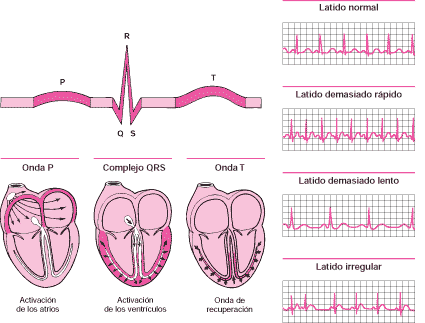 R
P
T
Q
S
Onda P
Complejo QRS
Onda T
Activación
de los atrios
Activación
de los ventrículos
Onda de
recuperación
Latido normal
Latido demasiado rápido
Latido demasiado lento
Latido irregular